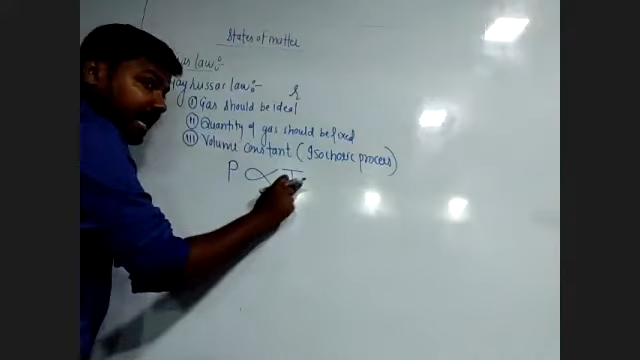 States of matter
Gas law :-
Gay Lussac law :-
(I) Gas should be ideal
(II) Quantity of gas should be fixed
(III) Volume constant (Isochoric process)
P ∝ T